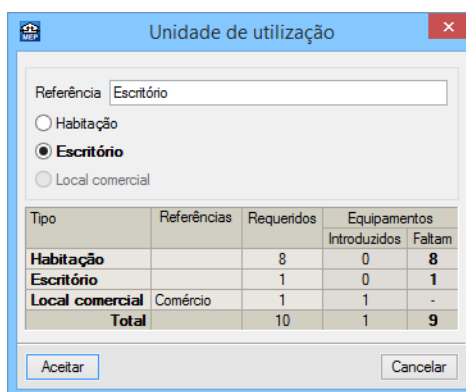 MEP
Unidade de utilização
Referência Escritório
Habitação
Escritório
Local comercial
Tipo Referências Requeridos Equipamentos
Introduzidos Faltam
Habitação 8 0 8
Escritório 1 0 1
Local comercial Comércio 1 1 -
Total 10 1 9
Aceitar Cancelar